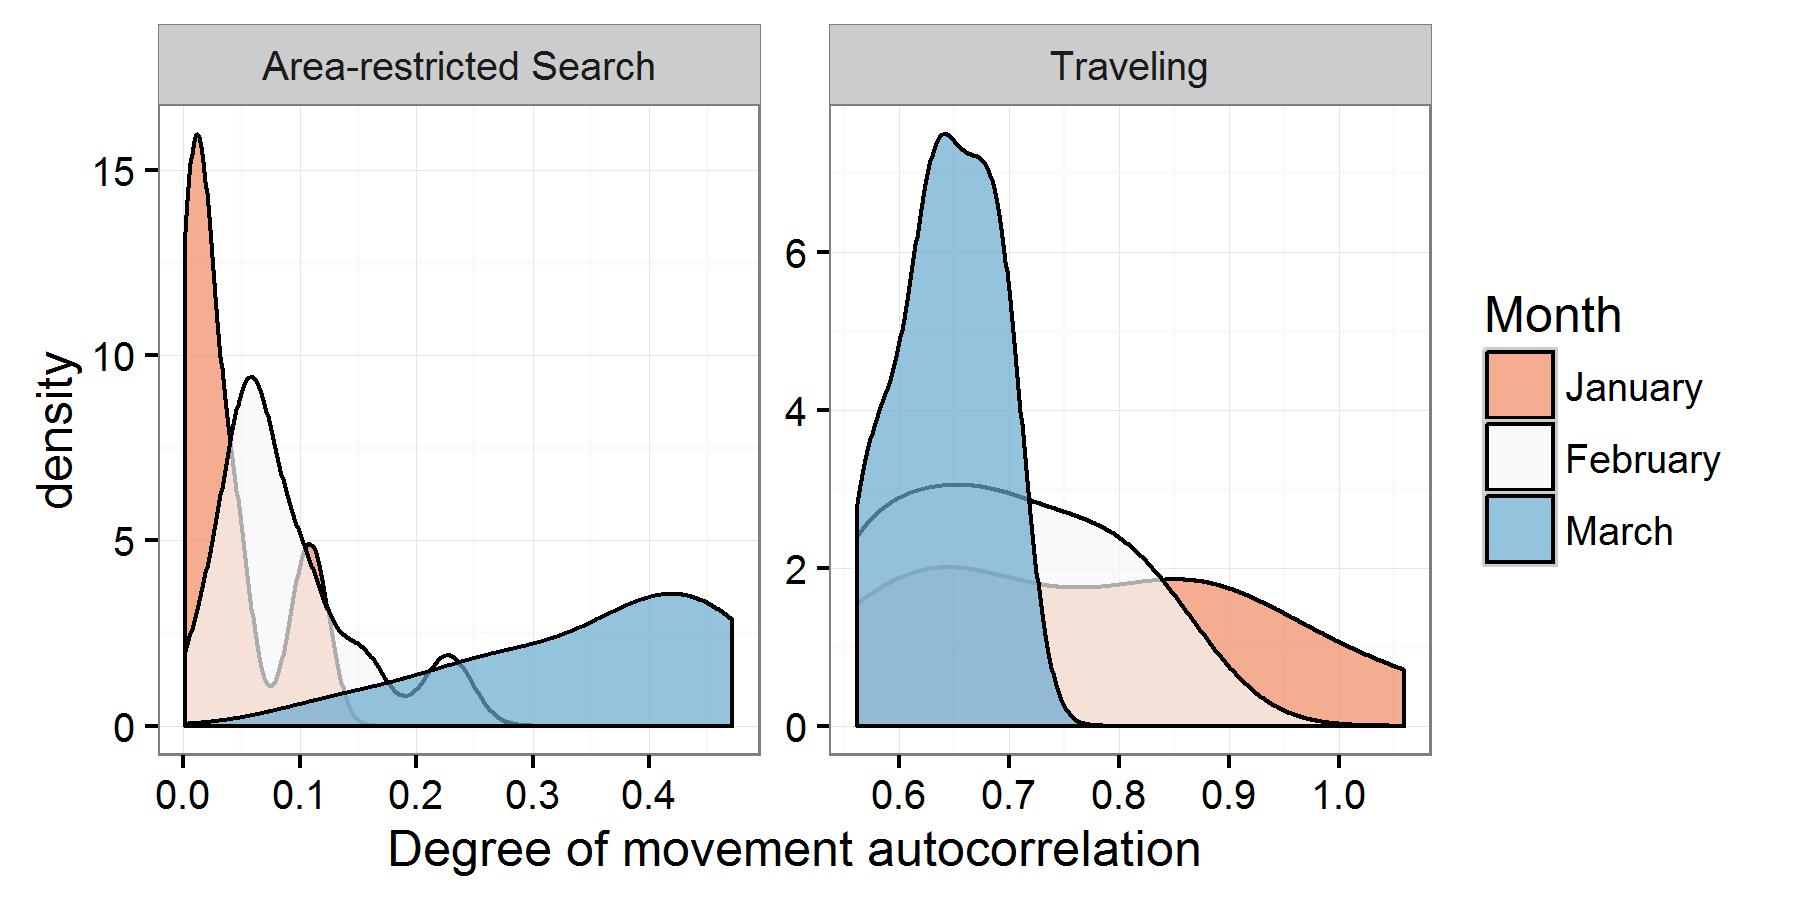 Area-restricted Search
Traveling
density
15
10
5
0
6
4
2
0
0.0 0.1 0.2 0.3 0.4
0.6 0.7 0.8 0.9 1.0
Degree of movement autocorrelation
Month
January
February
March